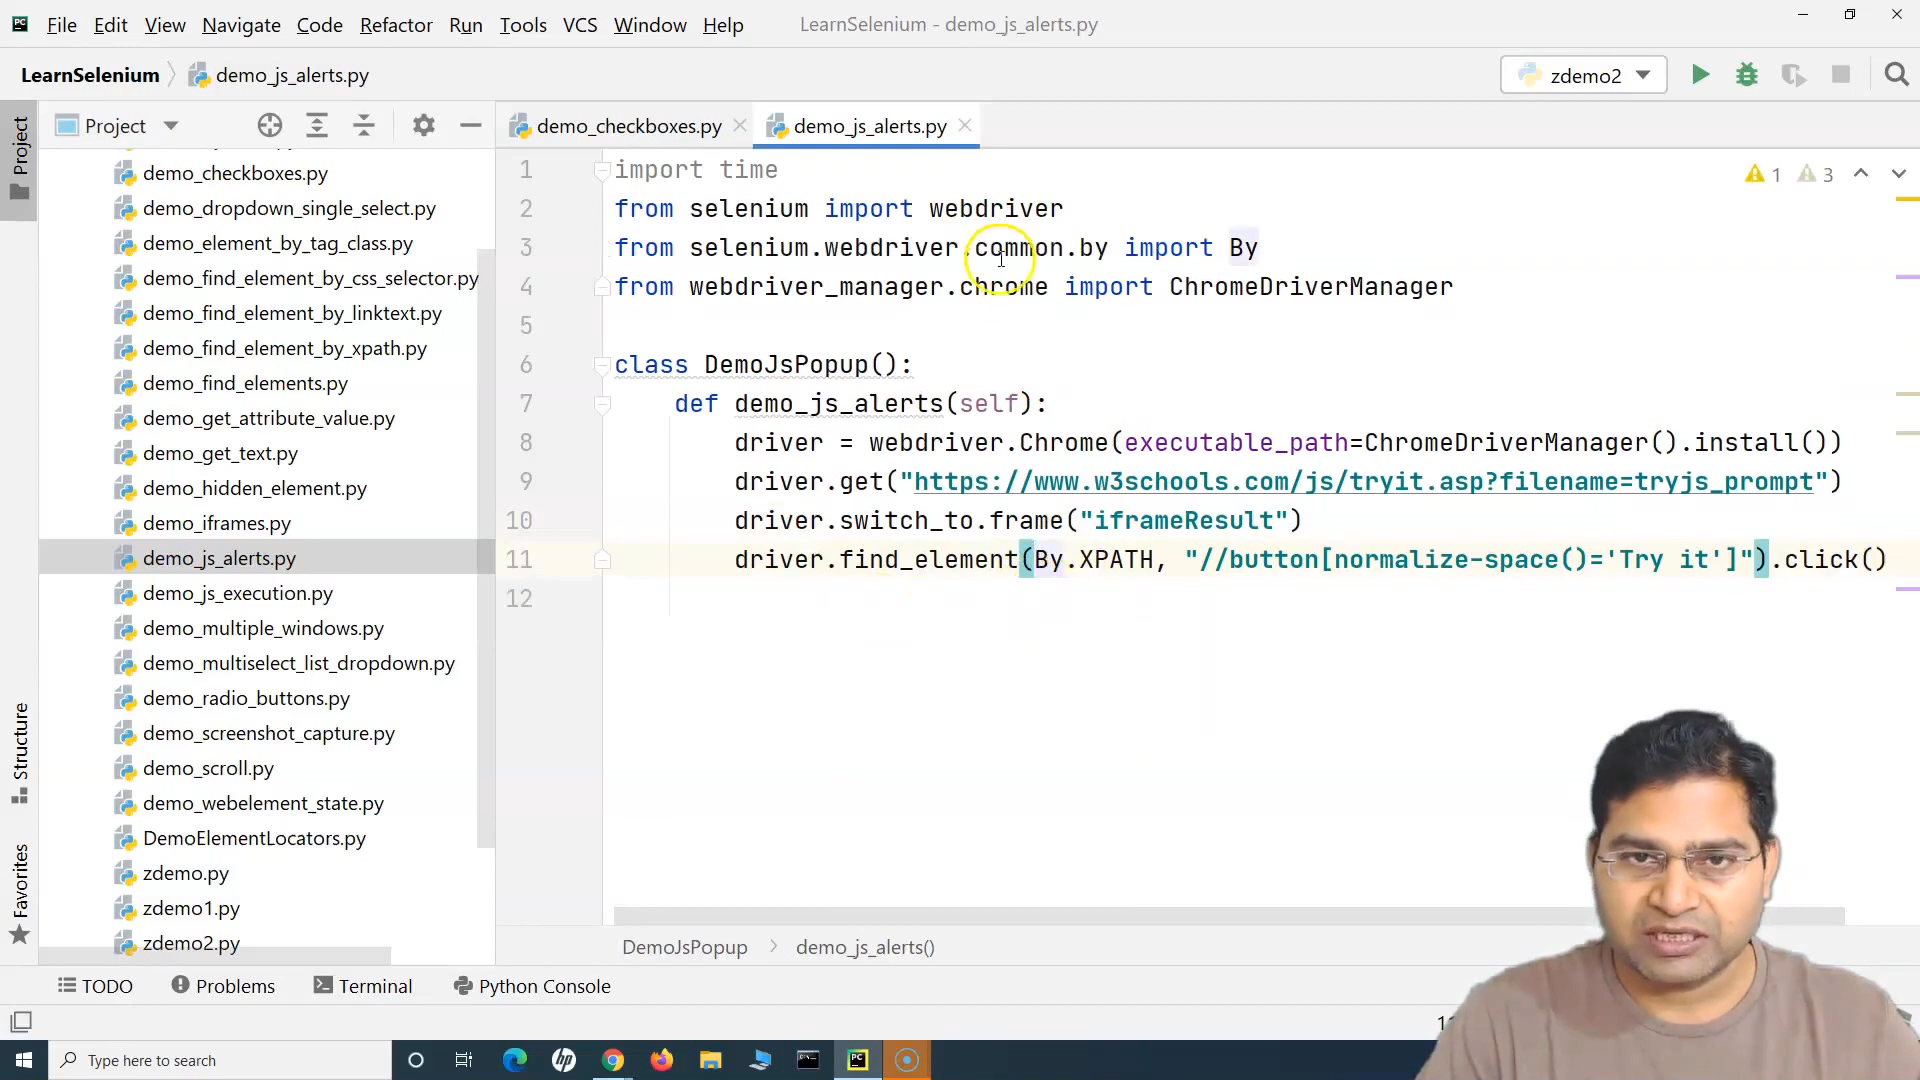 File Edit View Navigate Code Refactor Run Tools VCS Window Help LearnSelenium - demo_js_alerts.py
LearnSelenium demo_js_alerts.py zdemo2
Project demo_checkboxes.py demo_js_alerts.py
Project
Structure
Favorites
demo_checkboxes.py
demo_dropdown_single_select.py
demo_element_by_tag_class.py
demo_find_element_by_css_selector.py
demo_find_element_by_linktext.py
demo_find_element_by_xpath.py
demo_find_elements.py
demo_get_attribute_value.py
demo_get_text.py
demo_hidden_element.py
demo_iframes.py
demo_js_alerts.py
demo_js_execution.py
demo_multiple_windows.py
demo_multiselect_list_dropdown.py
demo_radio_buttons.py
demo_screenshot_capture.py
demo_scroll.py
demo_webelement_state.py
DemoElementLocators.py
zdemo.py
zdemo1.py
zdemo2.py
1 import time
2 from selenium import webdriver
3 from selenium.webdriver.common.by import By
4 from webdriver_manager.chrome import ChromeDriverManager
5
6 class DemoJsPopup():
7 def demo_js_alerts(self):
8 driver = webdriver.Chrome(executable_path=ChromeDriverManager().install())
9 driver.get("https://www.w3schools.com/js/tryit.asp?filename=tryjs_prompt")
10 driver.switch_to.frame("iframeResult")
11 driver.find_element(By.XPATH, "//button[normalize-space()='Try it']").click()
12
1 3
DemoJsPopup demo_js_alerts()
TODO Problems Terminal Python Console
Type here to search